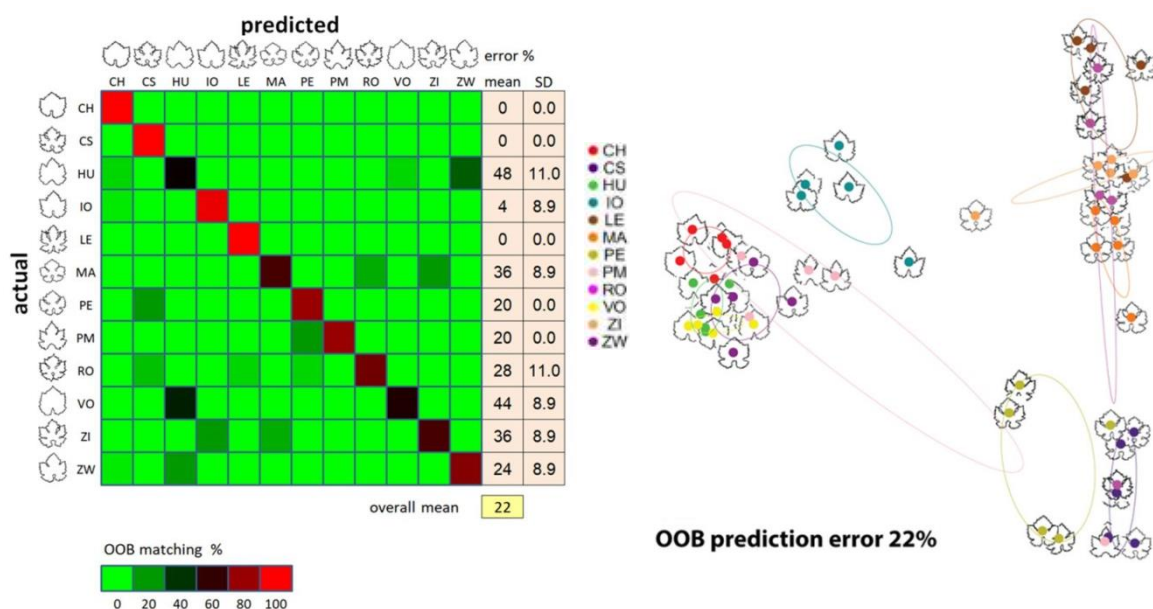 predicted
error %
CH CS HU IO LE MA PE PM RO VO ZI ZW mean SD
actual
CH 0 0.0
CS 0 0.0
HU 48 11.0
IO 4 8.9
LE 0 0.0
MA 36 8.9
PE 20 0.0
PM 20 0.0
RO 28 11.0
VO 44 8.9
ZI 36 8.9
ZW 24 8.9
overall mean 22
OOB matching %
0 20 40 60 80 100
CH
CS
HU
IO
LE
MA
PE
PM
RO
VO
ZI
ZW
OOB prediction error 22%